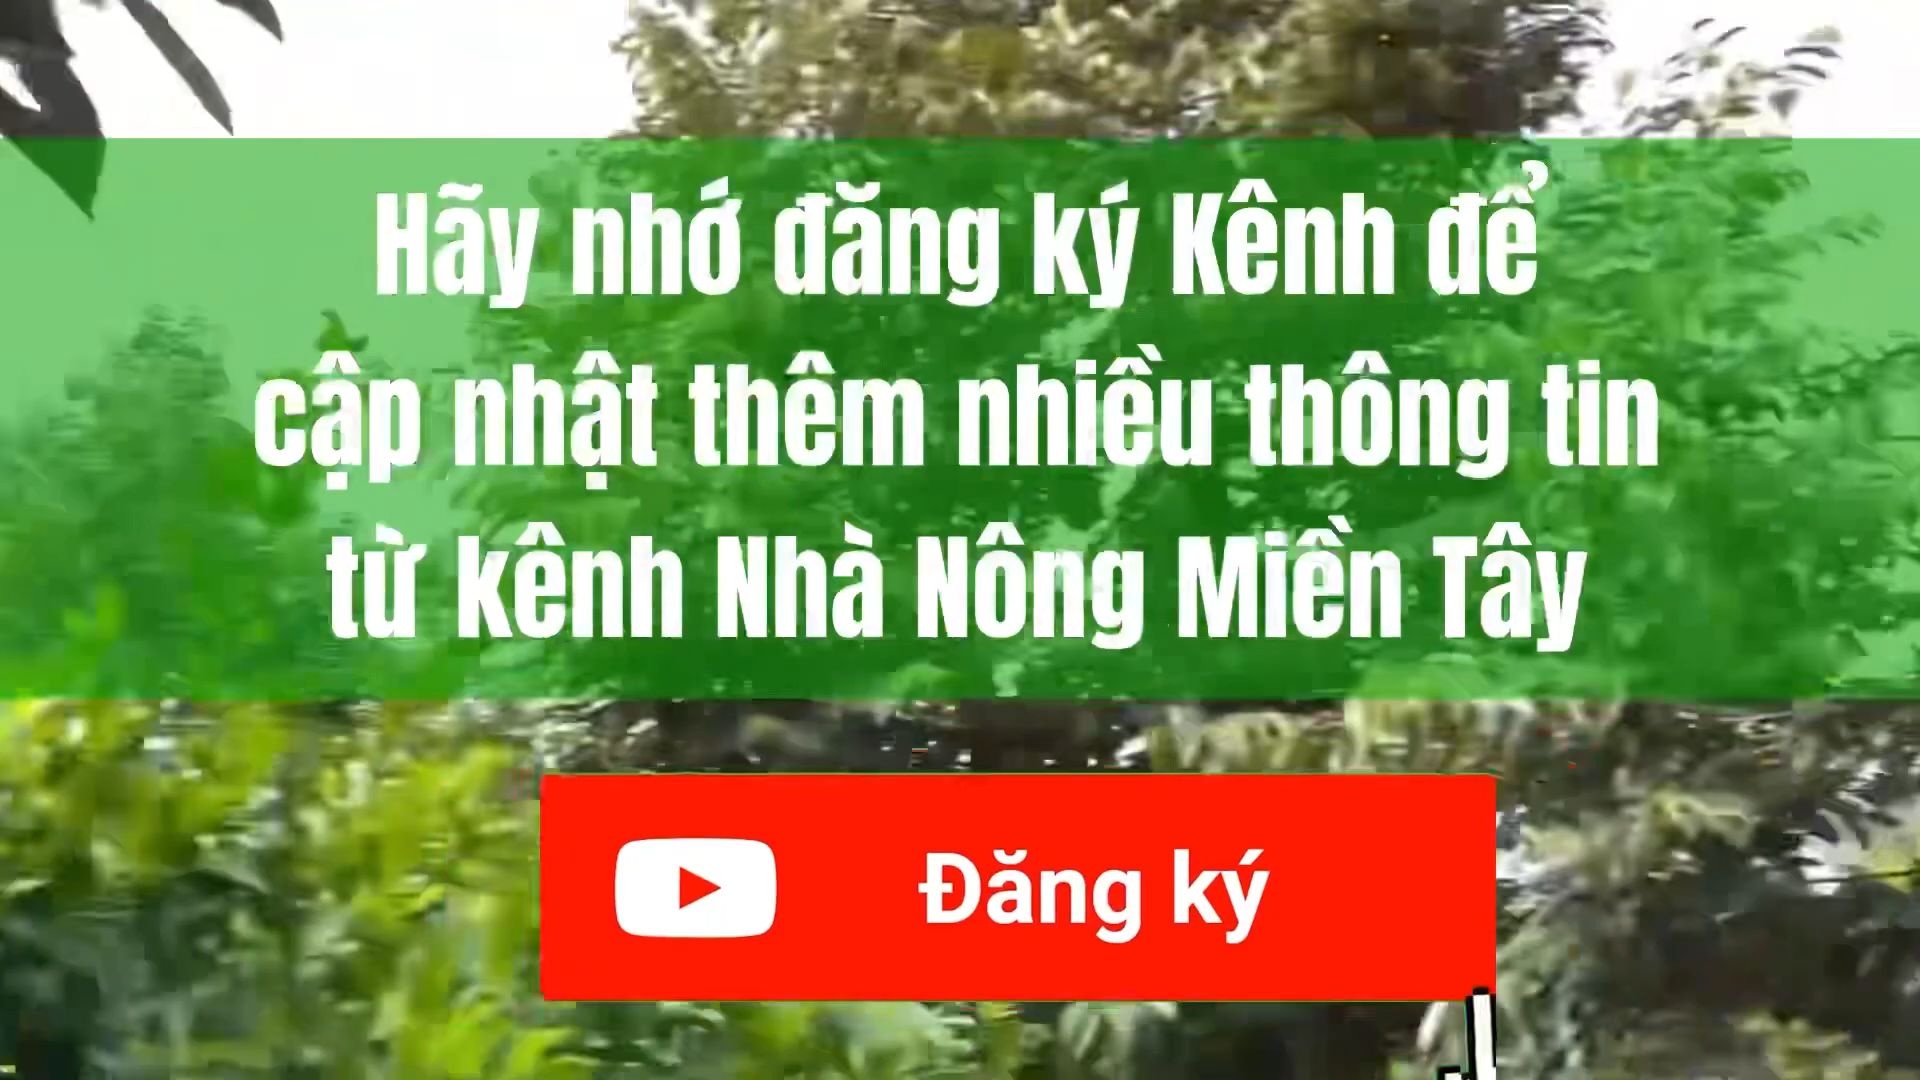 Hãy nhớ đăng ký Kênh để
cập nhật thêm nhiều thông tin
từ kênh Nhà Nông Miền Tây
Đăng ký